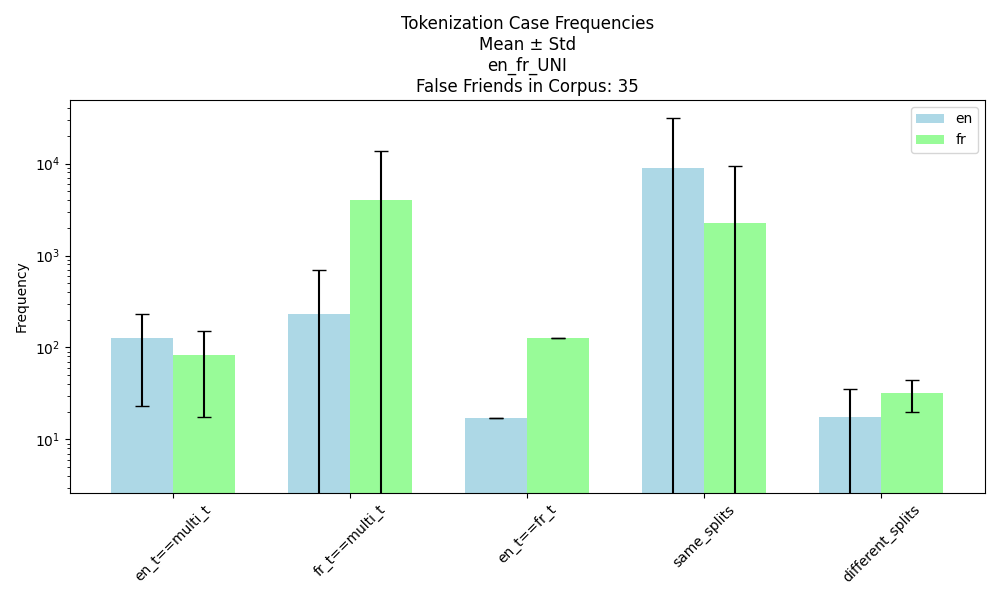 Tokenization Case Frequencies
Mean ± Std
en_fr_UNI
False Friends in Corpus: 35
en
fr
10^4
10^3
10^2
10^1
Frequency
en_t==multi_t
fr_t==multi_t
en_t==fr_t
same_splits
different_splits